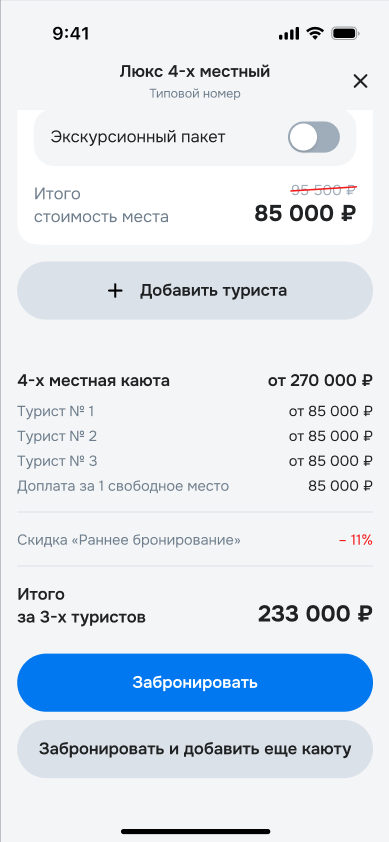 9:41
Люкс 4-х местный
Типовой номер
Экскурсионный пакет
Итого
стоимость места
95 500 ₽
85 000 ₽
+ Добавить туриста
4-х местная каюта от 270 000 ₽
Турист № 1 от 85 000 ₽
Турист № 2 от 85 000 ₽
Турист № 3 от 85 000 ₽
Доплата за 1 свободное место 85 000 ₽
Скидка «Раннее бронирование» – 11%
Итого
за 3-х туристов 233 000 ₽
Забронировать
Забронировать и добавить еще каюту